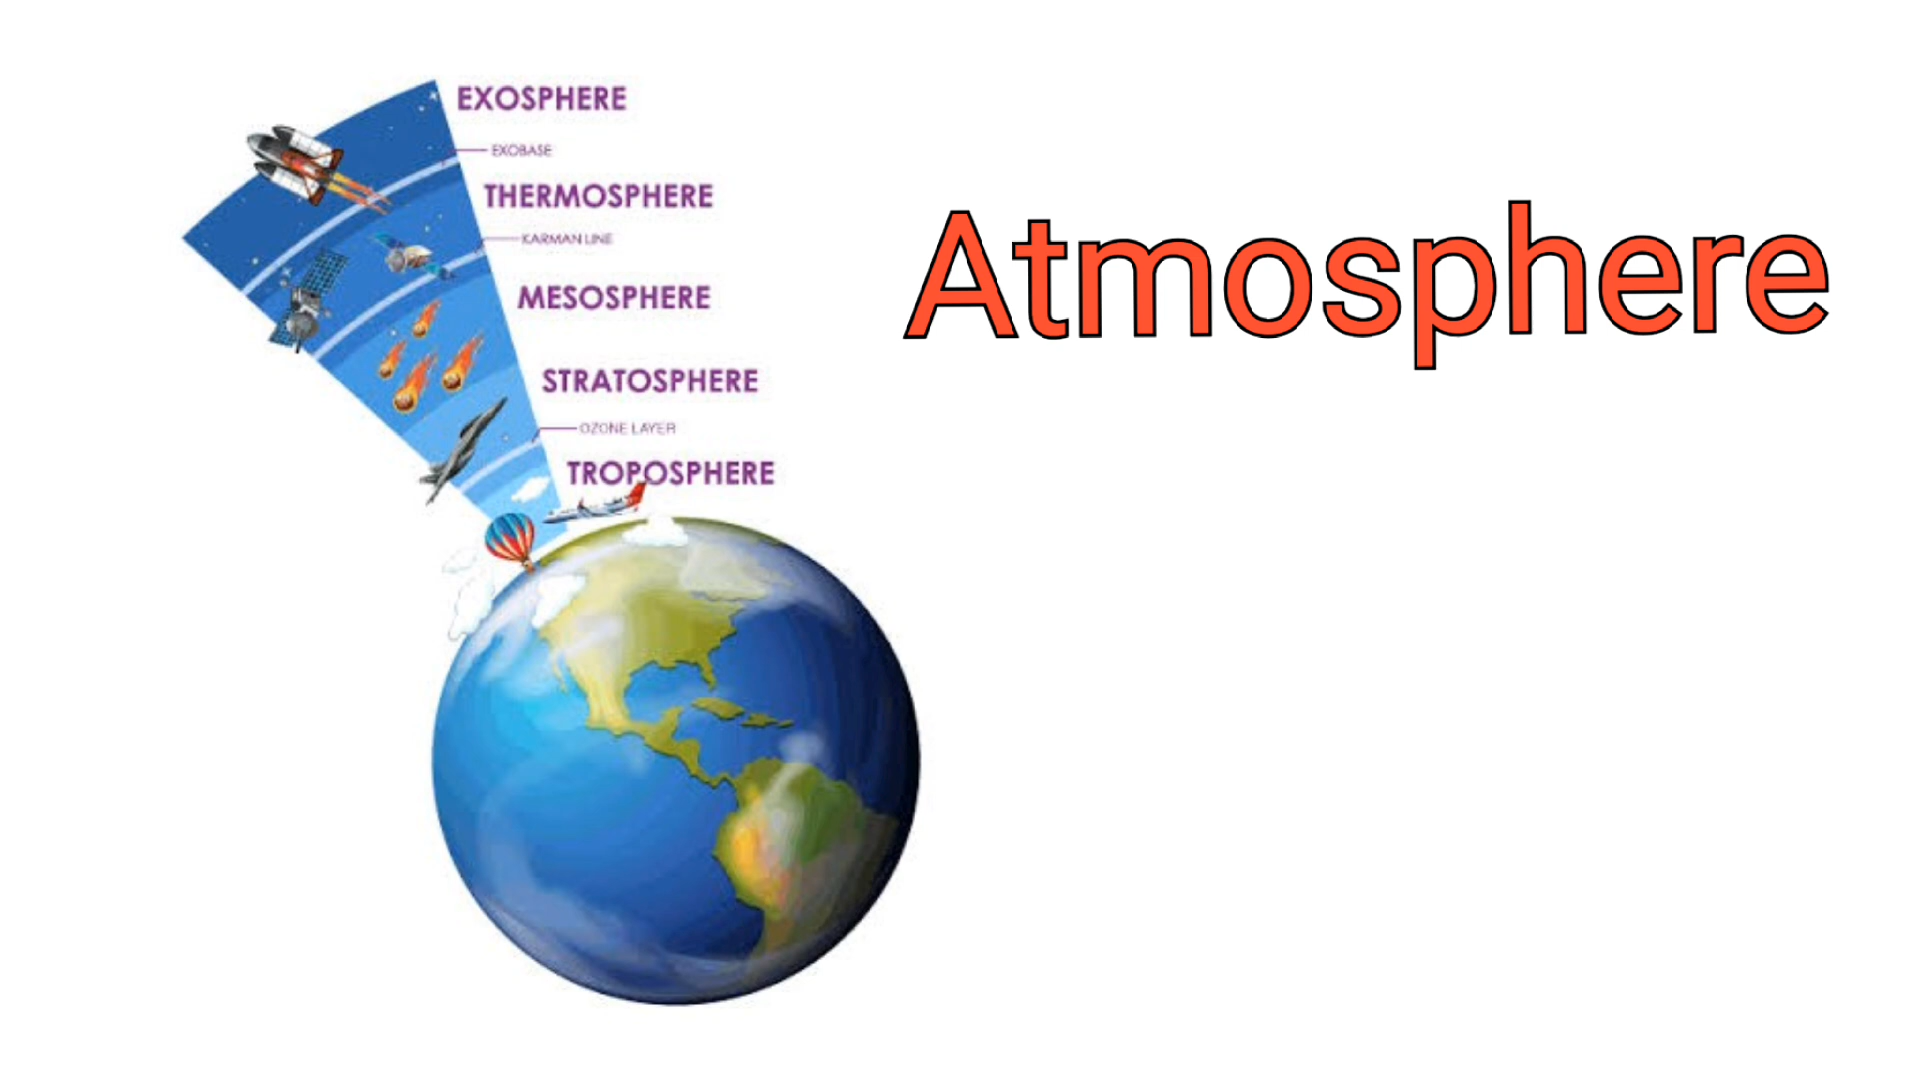 EXOSPHERE
EXOBASE
THERMOSPHERE
KARMAN LINE
MESOSPHERE
STRATOSPHERE
OZONE LAYER
TROPOSPHERE
Atmosphere